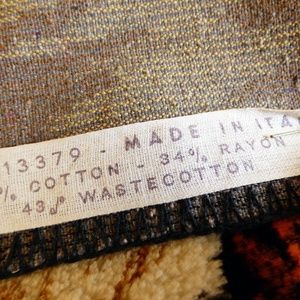 13379 - MADE IN ITA
% COTTON - 34% RAYON
43% WASTECOTTON